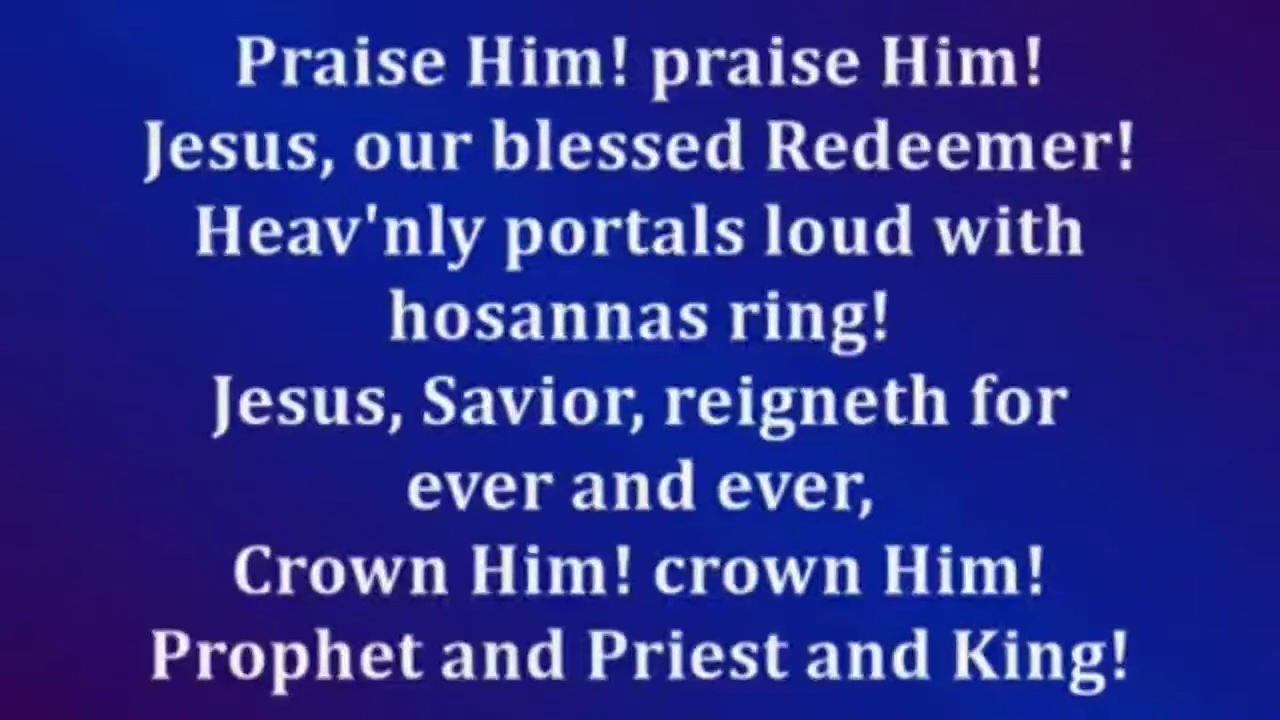 Praise Him! praise Him!
Jesus, our blessed Redeemer!
Heav'nly portals loud with
hosannas ring!
Jesus, Savior, reigneth for
ever and ever,
Crown Him! crown Him!
Prophet and Priest and King!